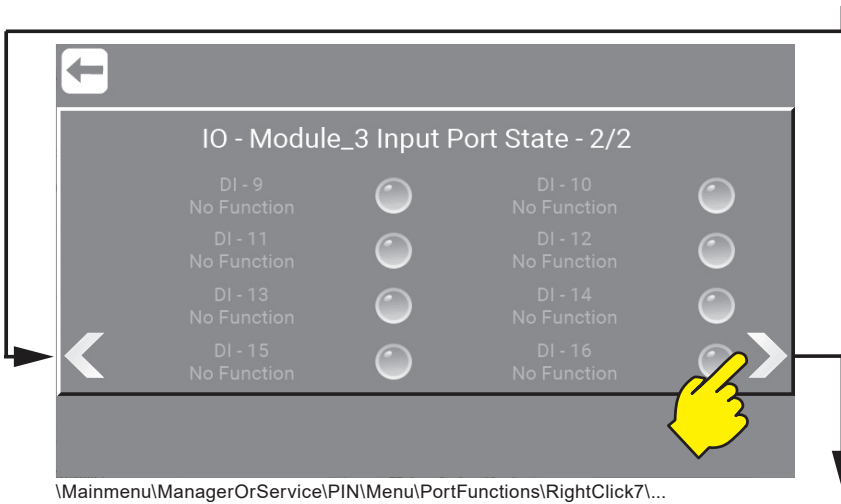 IO - Module_3 Input Port State - 2/2
DI - 9
No Function
DI - 10
No Function
DI - 11
No Function
DI - 12
No Function
DI - 13
No Function
DI - 14
No Function
DI - 15
No Function
DI - 16
No Function
\Mainmenu\ManagerOrService\PIN\Menu\PortFunctions\RightClick7\...